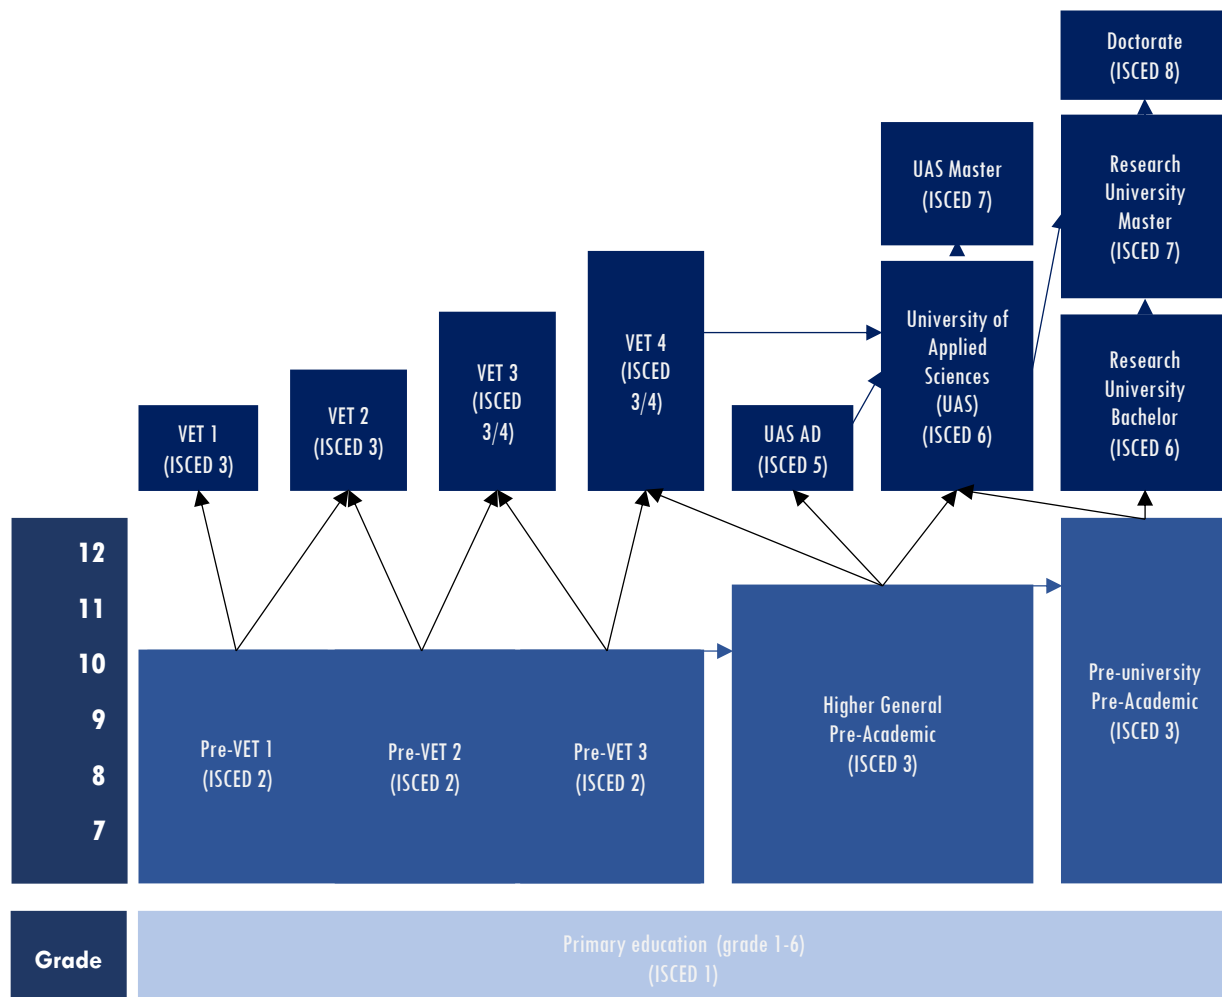 Doctorate
(ISCED 8)
UAS Master
(ISCED 7)
Research
University
Master
(ISCED 7)
VET 1
(ISCED 3)
VET 2
(ISCED 3)
VET 3
(ISCED
3/4)
VET 4
(ISCED
3/4)
UAS AD
(ISCED 5)
University of
Applied
Sciences
(UAS)
(ISCED 6)
Research
University
Bachelor
(ISCED 6)
12
11
10
9
8
7
Pre-VET 1
(ISCED 2)
Pre-VET 2
(ISCED 2)
Pre-VET 3
(ISCED 2)
Higher General
Pre-Academic
(ISCED 3)
Pre-university
Pre-Academic
(ISCED 3)
Grade
Primary education (grade 1-6)
(ISCED 1)